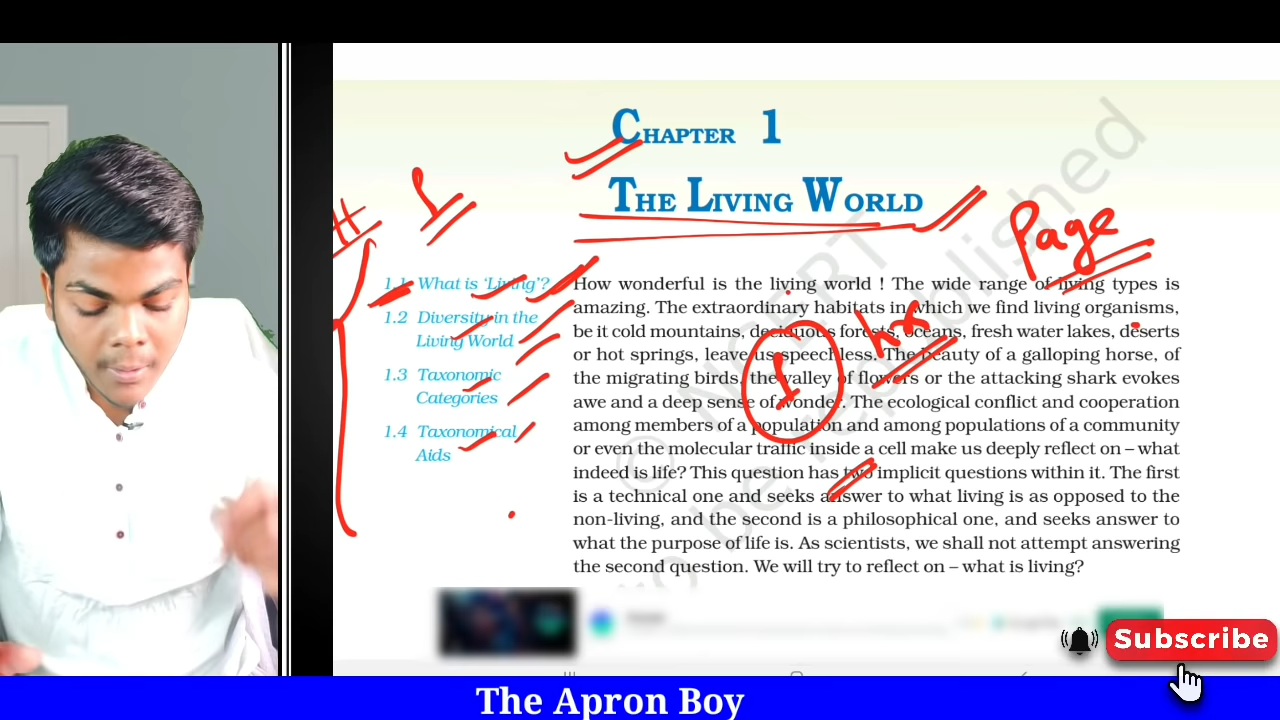 CHAPTER 1
THE LIVING WORLD
# 1
Page
1 hr
1.1 What is ‘Living’?
1.2 Diversity in the
Living World
1.3 Taxonomic
Categories
1.4 Taxonomical
Aids
How wonderful is the living world ! The wide range of living types is
amazing. The extraordinary habitats in which we find living organisms,
be it cold mountains, deciduous forests, oceans, fresh water lakes, deserts
or hot springs, leave us speechless. The beauty of a galloping horse, of
the migrating birds, the valley of flowers or the attacking shark evokes
awe and a deep sense of wonder. The ecological conflict and cooperation
among members of a population and among populations of a community
or even the molecular traffic inside a cell make us deeply reflect on – what
indeed is life? This question has two implicit questions within it. The first
is a technical one and seeks answer to what living is as opposed to the
non-living, and the second is a philosophical one, and seeks answer to
what the purpose of life is. As scientists, we shall not attempt answering
the second question. We will try to reflect on – what is living?
© NCERT
to be republished
Subscribe
The Apron Boy